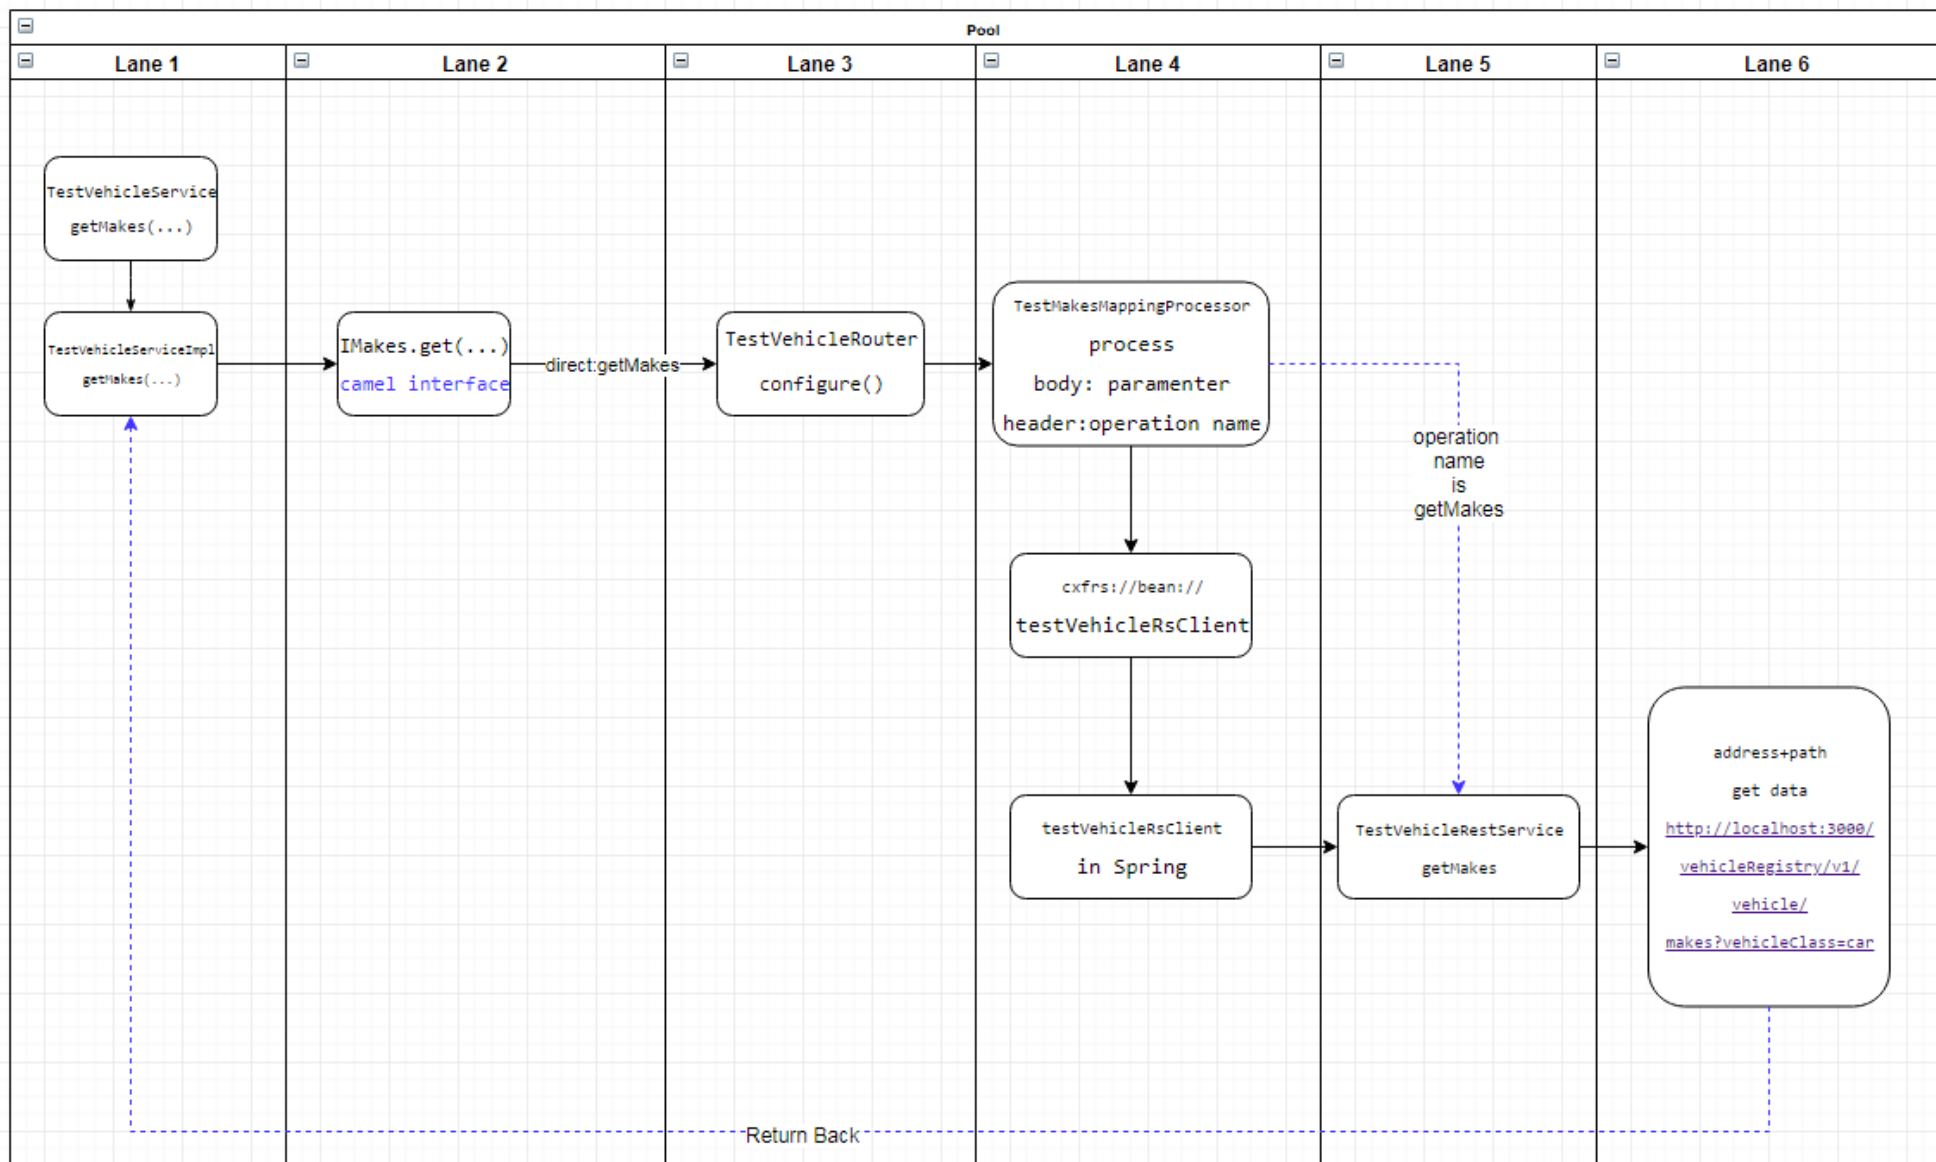 Pool
Lane 1
Lane 2
Lane 3
Lane 4
Lane 5
Lane 6
TestVehicleService
getMakes(...)
TestVehicleServiceImpl
getMakes(...)
IMakes.get(...)
camel interface
direct:getMakes
TestVehicleRouter
configure()
TestMakesMappingProcessor
process
body: paramenter
header:operation name
operation
name
is
getMakes
cxfrs://bean://
testVehicleRsClient
testVehicleRsClient
in Spring
TestVehicleRestService
getMakes
address+path
get data
http://localhost:3000/
vehicleRegistry/v1/
vehicle/
makes?vehicleClass=car
Return Back